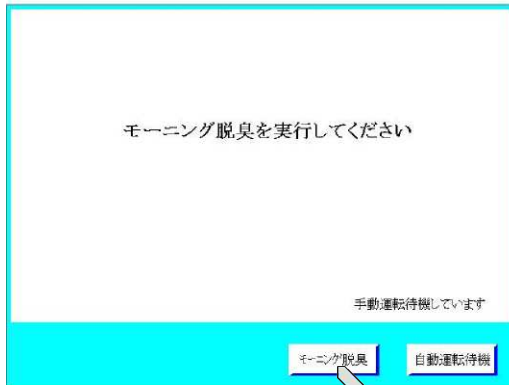 モーニング脱臭を実行してください
手動運転待機しています
モーニング脱臭
自動運転待機